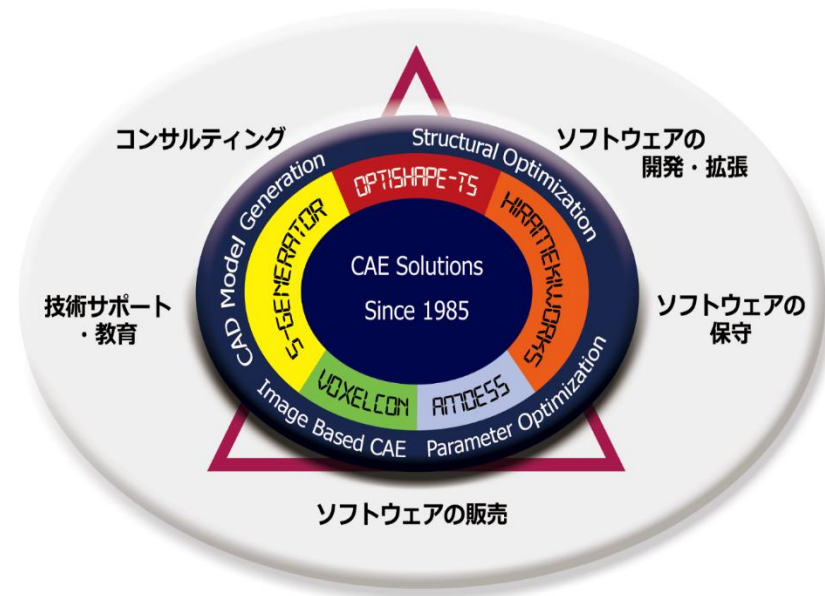 コンサルティング
ソフトウェアの
開発・拡張
技術サポート
・教育
ソフトウェアの
保守
ソフトウェアの販売
Structural Optimization
CAD Model Generation
Image Based CAE
Parameter Optimization
OPTISHAPE-TS
HIRAMEKIWORKS
S-GENERATOR
VOXELCON
AMDESS
CAE Solutions
Since 1985